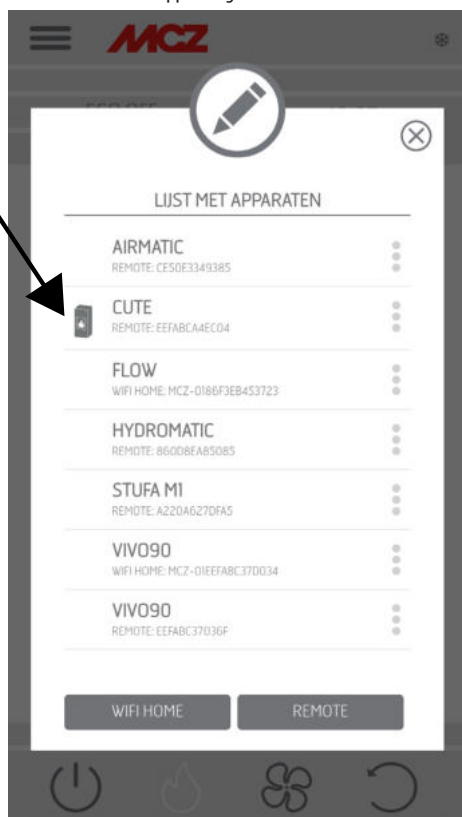 MCZ
LIJST MET APPARATEN
AIRMATIC
REMOTE: CE50E3349385
CUTE
REMOTE: EEFABCA4EC04
FLOW
WIFI HOME: MCZ-0186F3EB453723
HYDROMATIC
REMOTE: 860D8EA85085
STUFA M1
REMOTE: A220A627DFA5
VIVO90
WIFI HOME: MCZ-01EEFABC37D034
VIVO90
REMOTE: EEFABC37036F
WIFI HOME
REMOTE